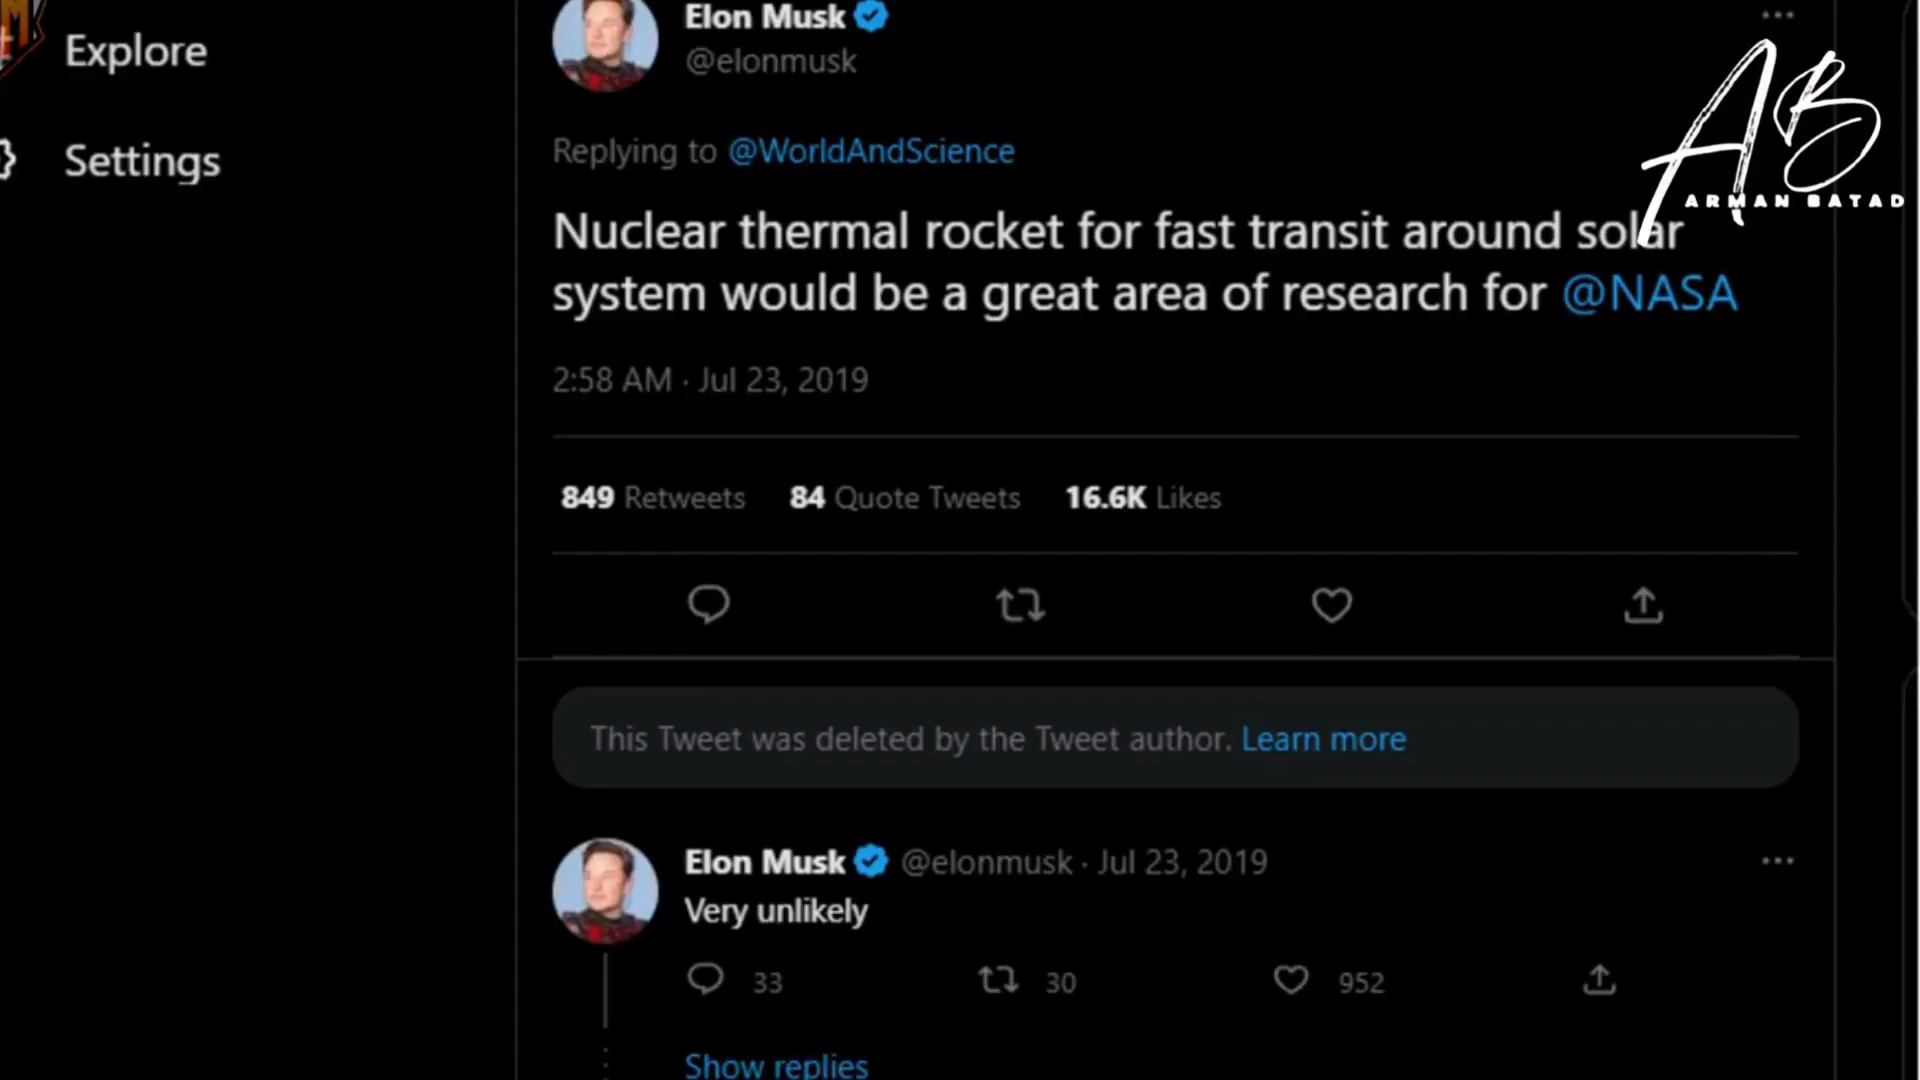 Explore
Settings
Elon Musk
@elonmusk
Replying to @WorldAndScience
Nuclear thermal rocket for fast transit around solar
system would be a great area of research for @NASA
2:58 AM · Jul 23, 2019
849 Retweets 84 Quote Tweets 16.6K Likes
This Tweet was deleted by the Tweet author. Learn more
Elon Musk @elonmusk · Jul 23, 2019
Very unlikely
33 30 952
Show replies
AB
ARMAN BATAD